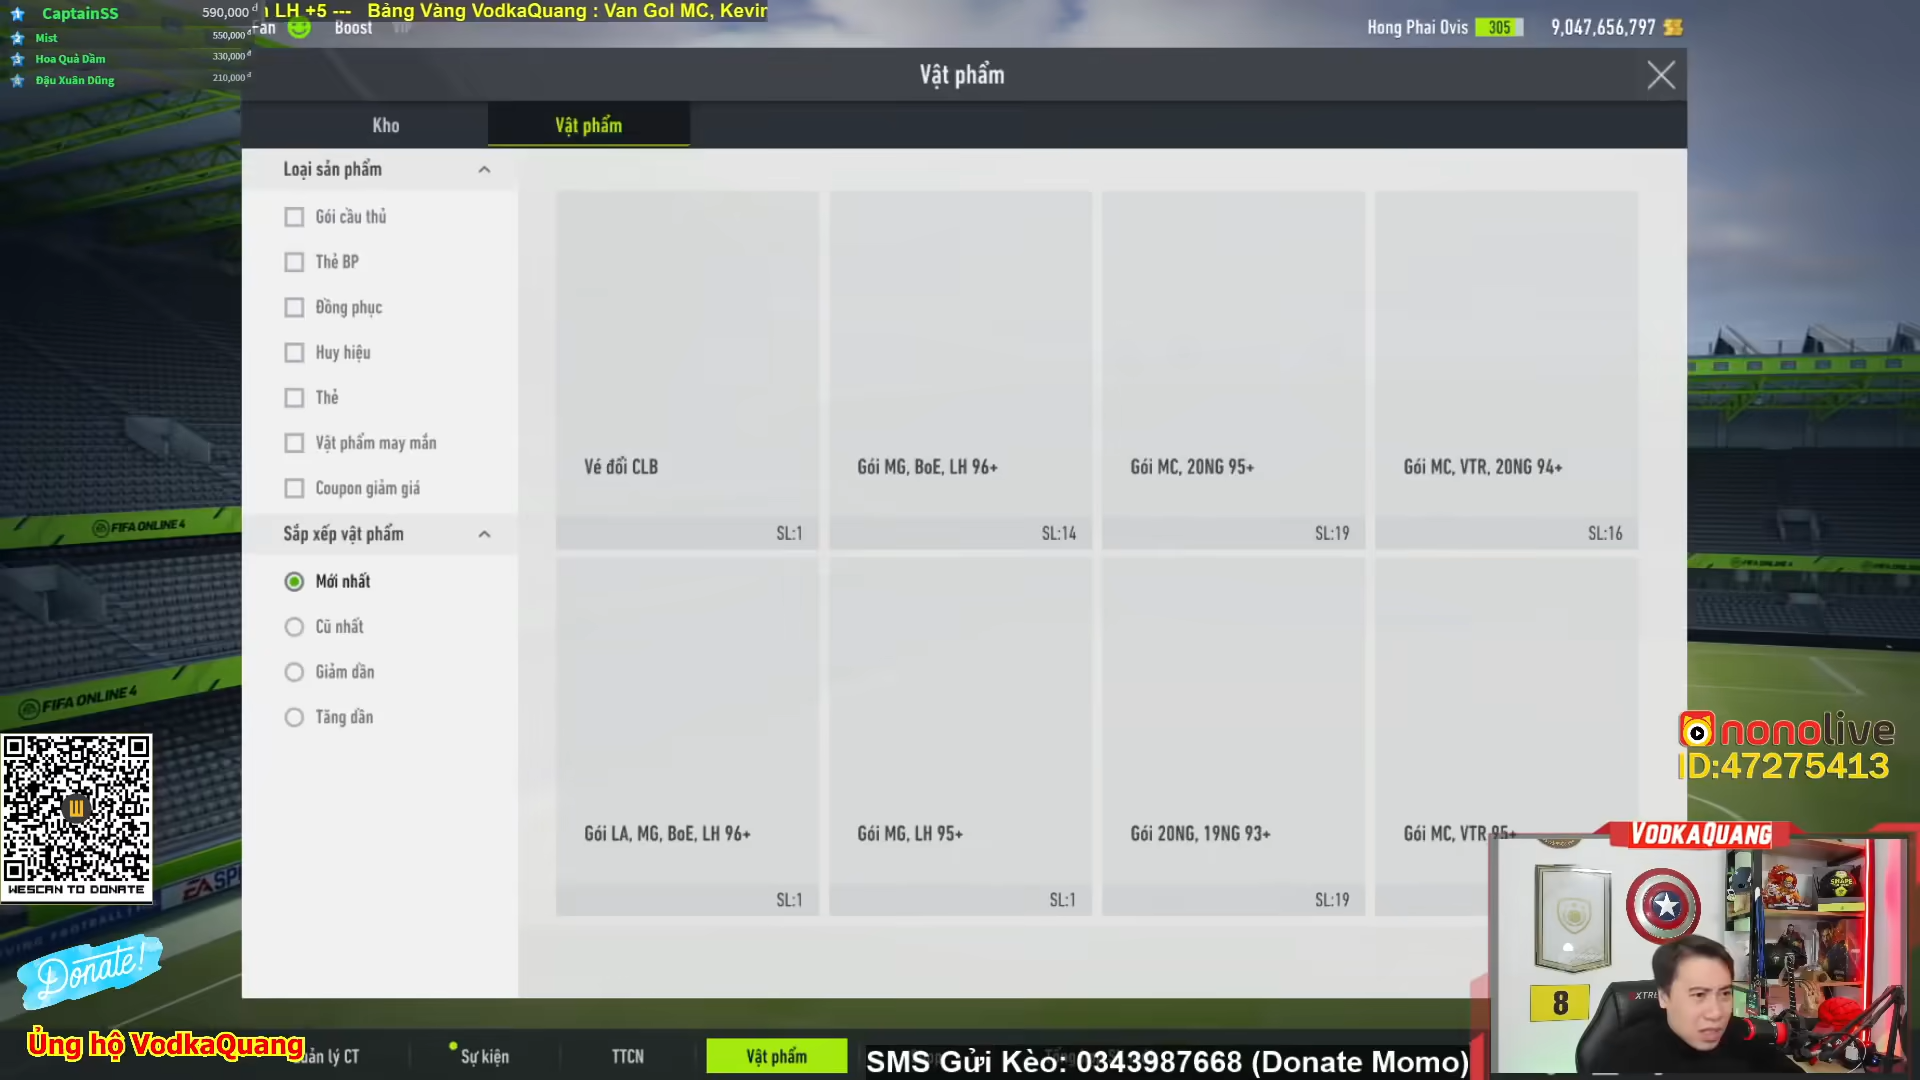 CaptainSS 590,000 đ
Mist 550,000 đ
Hoa Quả Dầm 330,000 đ
Đậu Xuân Dũng 210,000 đ
LH +5 --- Bảng Vàng VodkaQuang : Van Gol MC, Kevin
Fan Boost VIP
Hong Phai Ovis 305 9,047,656,797
Vật phẩm
Kho Vật phẩm
Loại sản phẩm
Gói cầu thủ
Thẻ BP
Đồng phục
Huy hiệu
Thẻ
Vật phẩm may mắn
Coupon giảm giá
Sắp xếp vật phẩm
Mới nhất
Cũ nhất
Giảm dần
Tăng dần
Vé đổi CLB
SL:1
Gói MG, BoE, LH 96+
SL:14
Gói MC, 20NG 95+
SL:19
Gói MC, VTR, 20NG 94+
SL:16
Gói LA, MG, BoE, LH 96+
SL:1
Gói MG, LH 95+
SL:1
Gói 20NG, 19NG 93+
SL:19
Gói MC, VTR 95+
FIFA ONLINE 4
FIFA ONLINE 4
WESCAN TO DONATE
Donate!
Ủng hộ VodkaQuang
nonolive
ID:47275413
VODKAQUANG
8
Sự kiện
TTCN
Vật phẩm
SMS Gửi Kèo: 0343987668 (Donate Momo)